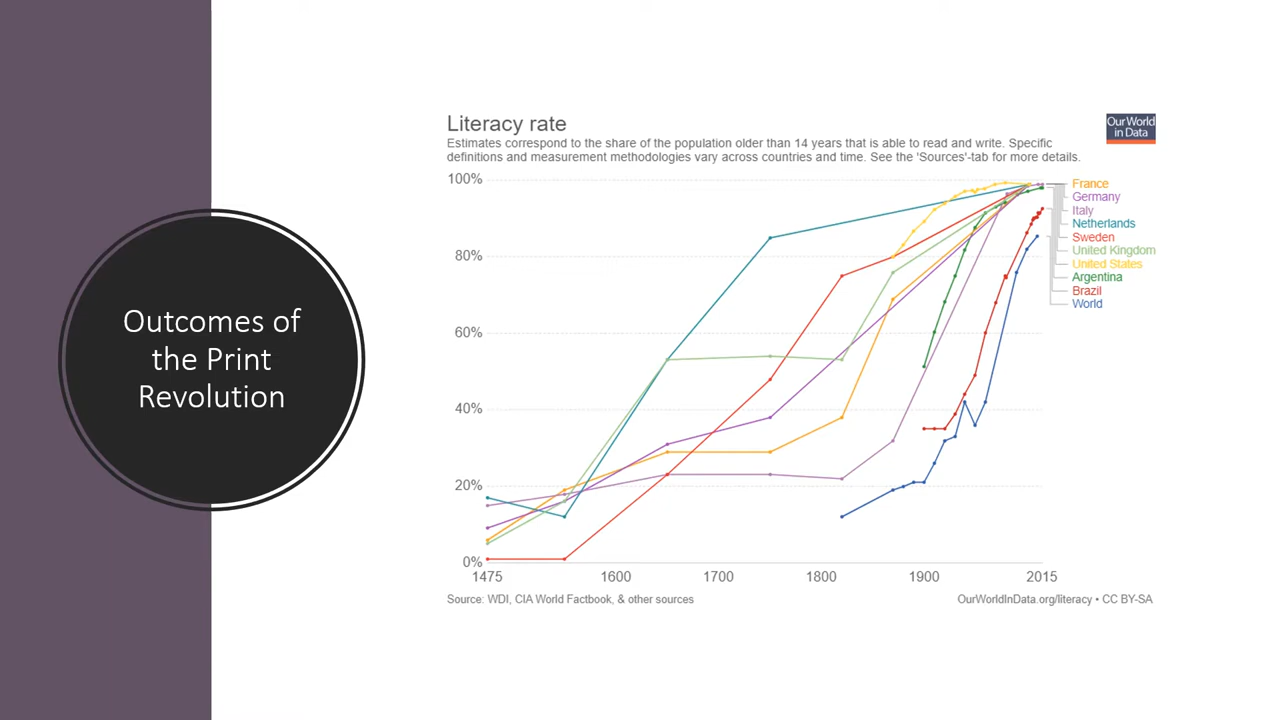 Outcomes of
the Print
Revolution
Literacy rate
Estimates correspond to the share of the population older than 14 years that is able to read and write. Specific
definitions and measurement methodologies vary across countries and time. See the 'Sources'-tab for more details.
Our World
in Data
100%
80%
60%
40%
20%
0%
1475
1600
1700
1800
1900
2015
France
Germany
Italy
Netherlands
Sweden
United Kingdom
United States
Argentina
Brazil
World
Source: WDI, CIA World Factbook, & other sources
OurWorldInData.org/literacy • CC BY-SA